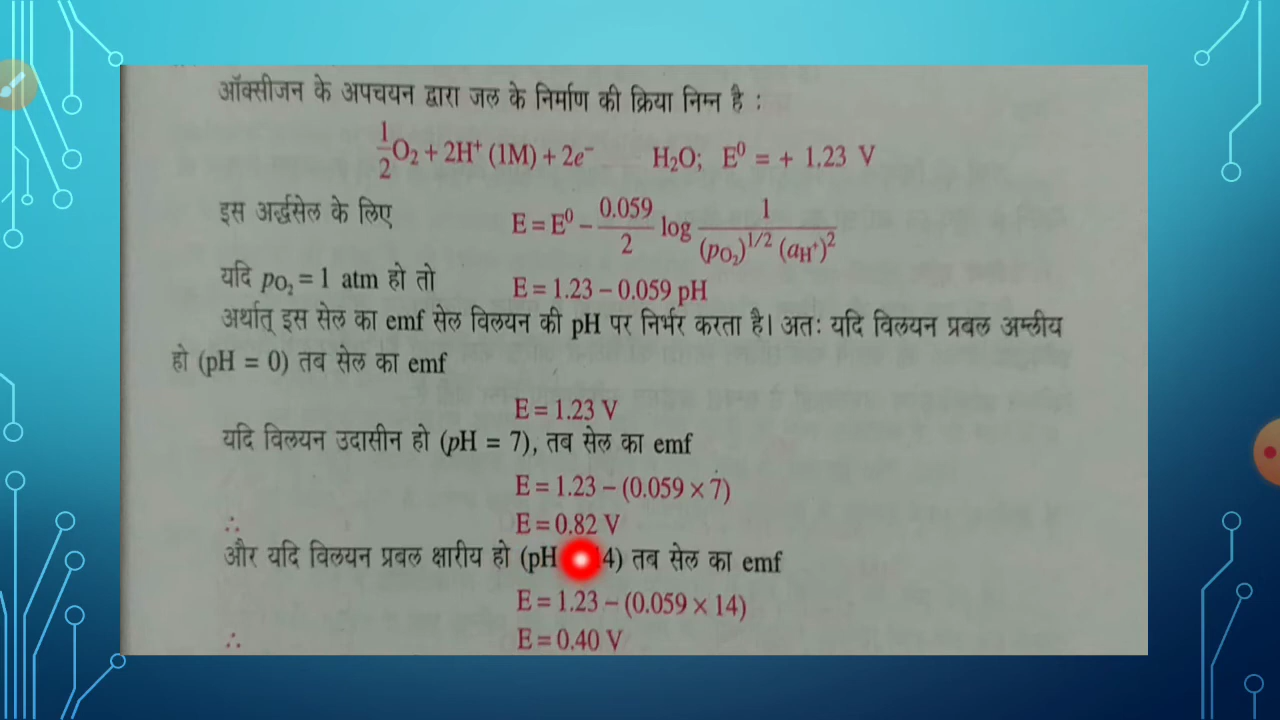 ऑक्सीजन के अपचयन द्वारा जल के निर्माण की क्रिया निम्न है :
1/2 O₂ + 2H⁺ (1M) + 2e⁻ H₂O; E⁰ = + 1.23 V
इस अर्द्धसेल के लिए E = E⁰ − 0.059/2 log 1/(pO₂)^1/2 (aH⁺)²
यदि pO₂ = 1 atm हो तो E = 1.23 − 0.059 pH
अर्थात् इस सेल का emf सेल विलयन की pH पर निर्भर करता है। अतः यदि विलयन प्रबल अम्लीय
हो (pH = 0) तब सेल का emf
E = 1.23 V
यदि विलयन उदासीन हो (pH = 7), तब सेल का emf
E = 1.23 − (0.059 × 7)
∴ E = 0.82 V
और यदि विलयन प्रबल क्षारीय हो (pH 4) तब सेल का emf
E = 1.23 − (0.059 × 14)
∴ E = 0.40 V